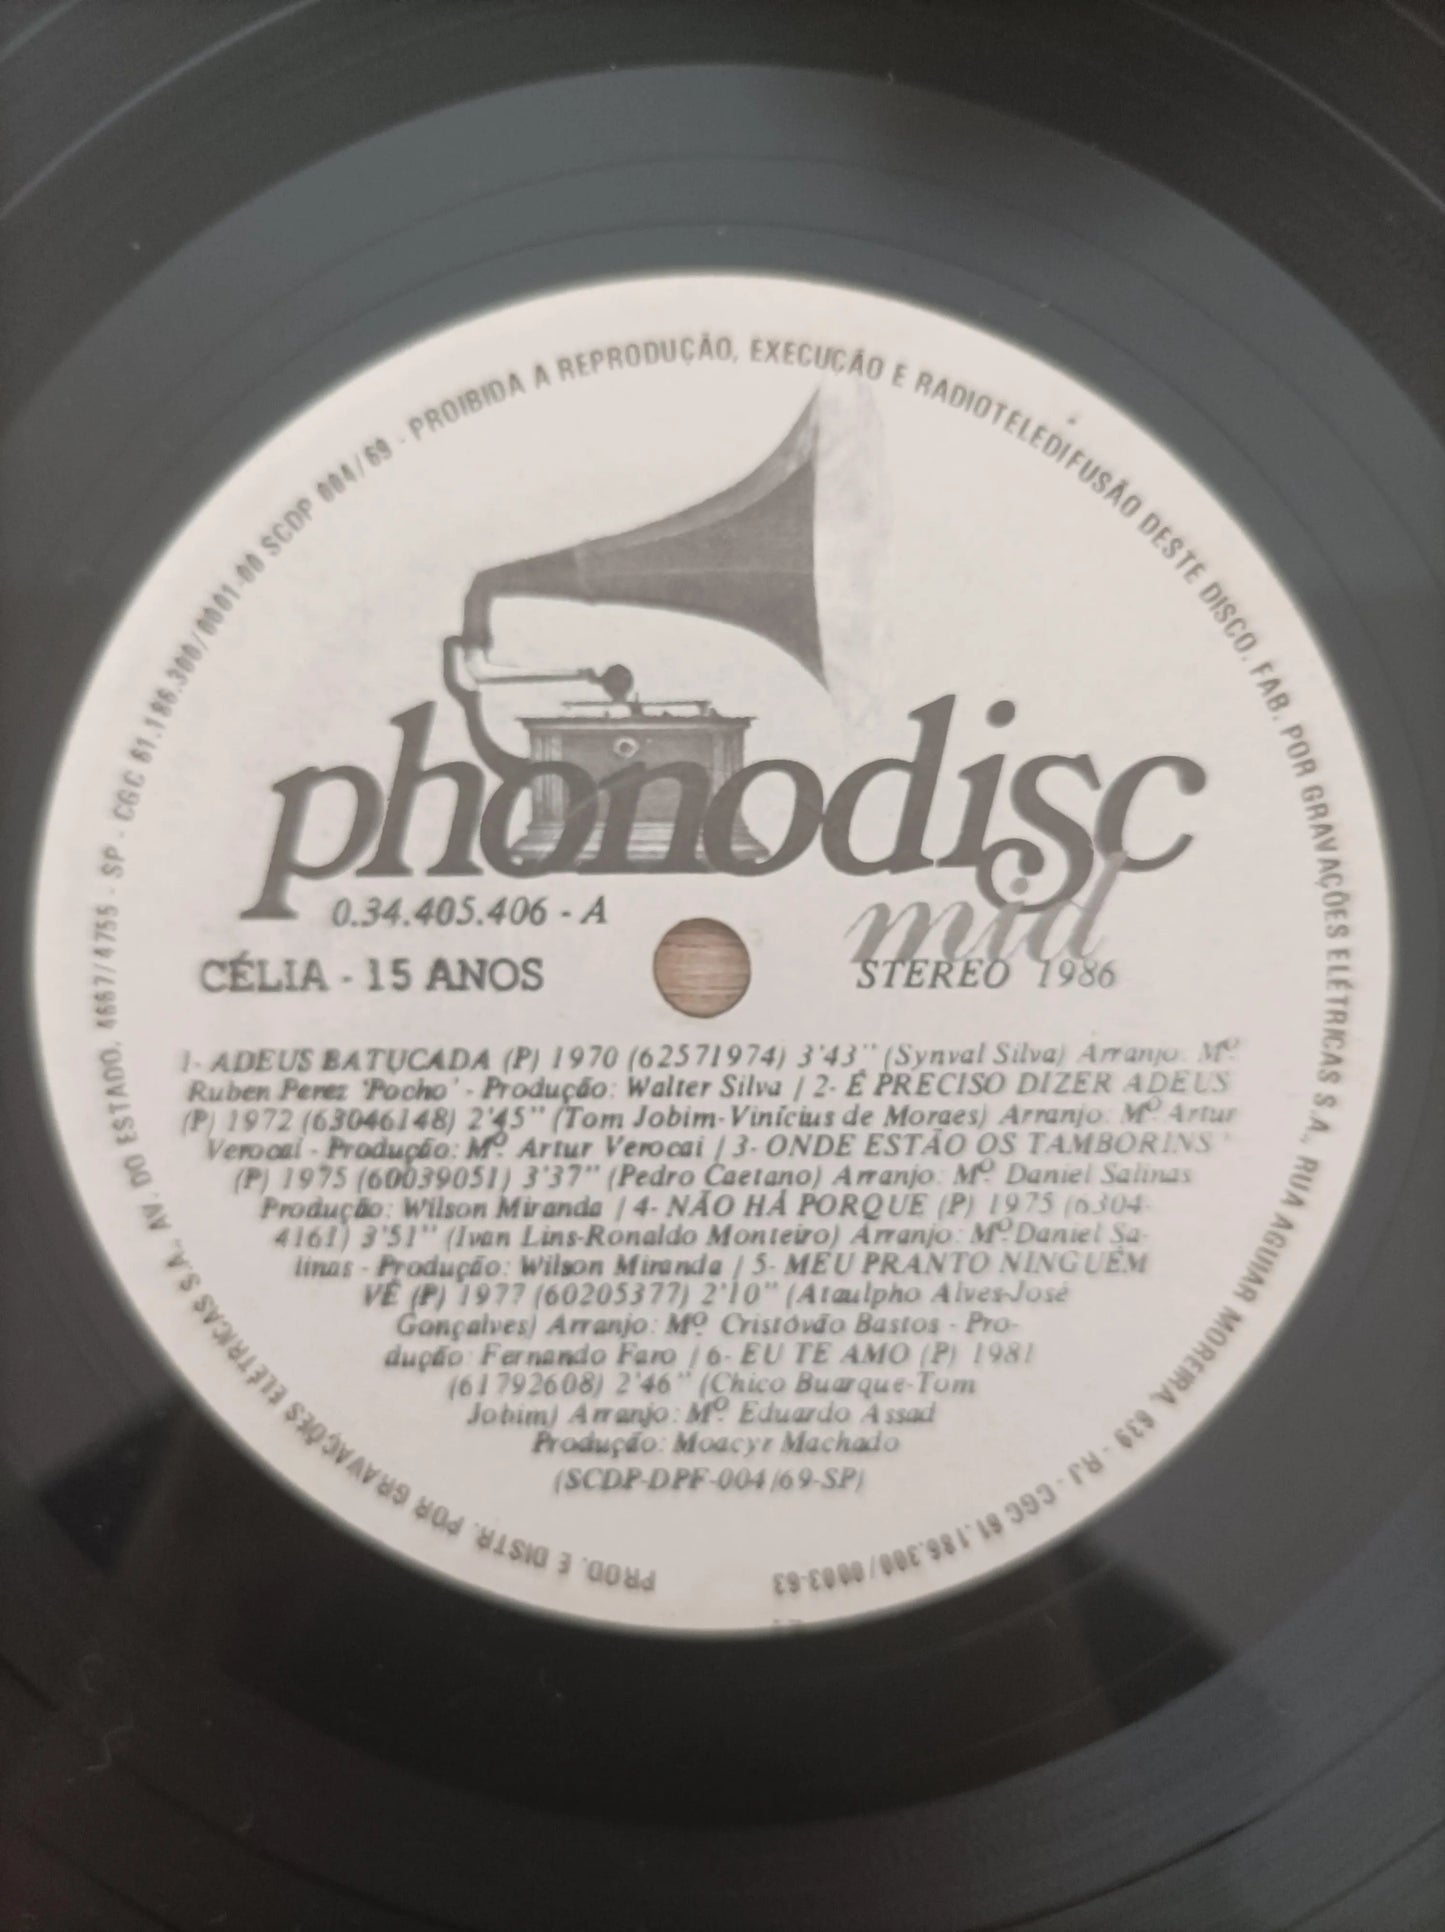 PROD. E DISTR. POR GRAVAÇÕES ELÉTRICAS S.A., AV. DO ESTADO, 4667/4755 - SP - CGC 61.186.300/0001-00 SCDP 004/69 - PROIBIDA A REPRODUÇÃO, EXECUÇÃO E RADIOTELEDIFUSÃO DESTE DISCO. FAB. POR GRAVAÇÕES ELÉTRICAS S.A., RUA AGUIAR MOREIRA, 639 - RJ - CGC 61.186.300/0003-63
phonodisc
mid
0.34.405.406 - A
CÉLIA - 15 ANOS
STEREO 1986
1- ADEUS BATUCADA (P) 1970 (62571974) 3'43" (Synval Silva) Arranjo: Mº
Ruben Perez 'Pocho' - Produção: Walter Silva / 2- É PRECISO DIZER ADEUS
(P) 1972 (63046148) 2'45" (Tom Jobim-Vinícius de Moraes) Arranjo: Mº Artur
Verocai - Produção: Mº Artur Verocai / 3- ONDE ESTÃO OS TAMBORINS
(P) 1975 (60039051) 3'37" (Pedro Caetano) Arranjo: Mº Daniel Salinas
Produção: Wilson Miranda / 4- NÃO HÁ PORQUE (P) 1975 (6304-
4161) 3'51" (Ivan Lins-Ronaldo Monteiro) Arranjo: Mº Daniel Sa-
linas - Produção: Wilson Miranda / 5- MEU PRANTO NINGUÉM
VÊ (P) 1977 (60205377) 2'10" (Ataulpho Alves-José
Gonçalves) Arranjo: Mº Cristóvão Bastos - Pro-
dução: Fernando Faro / 6- EU TE AMO (P) 1981
(61792608) 2'46" (Chico Buarque-Tom
Jobim) Arranjo: Mº Eduardo Assad
Produção: Moacyr Machado
(SCDP-DPF-004/69-SP)